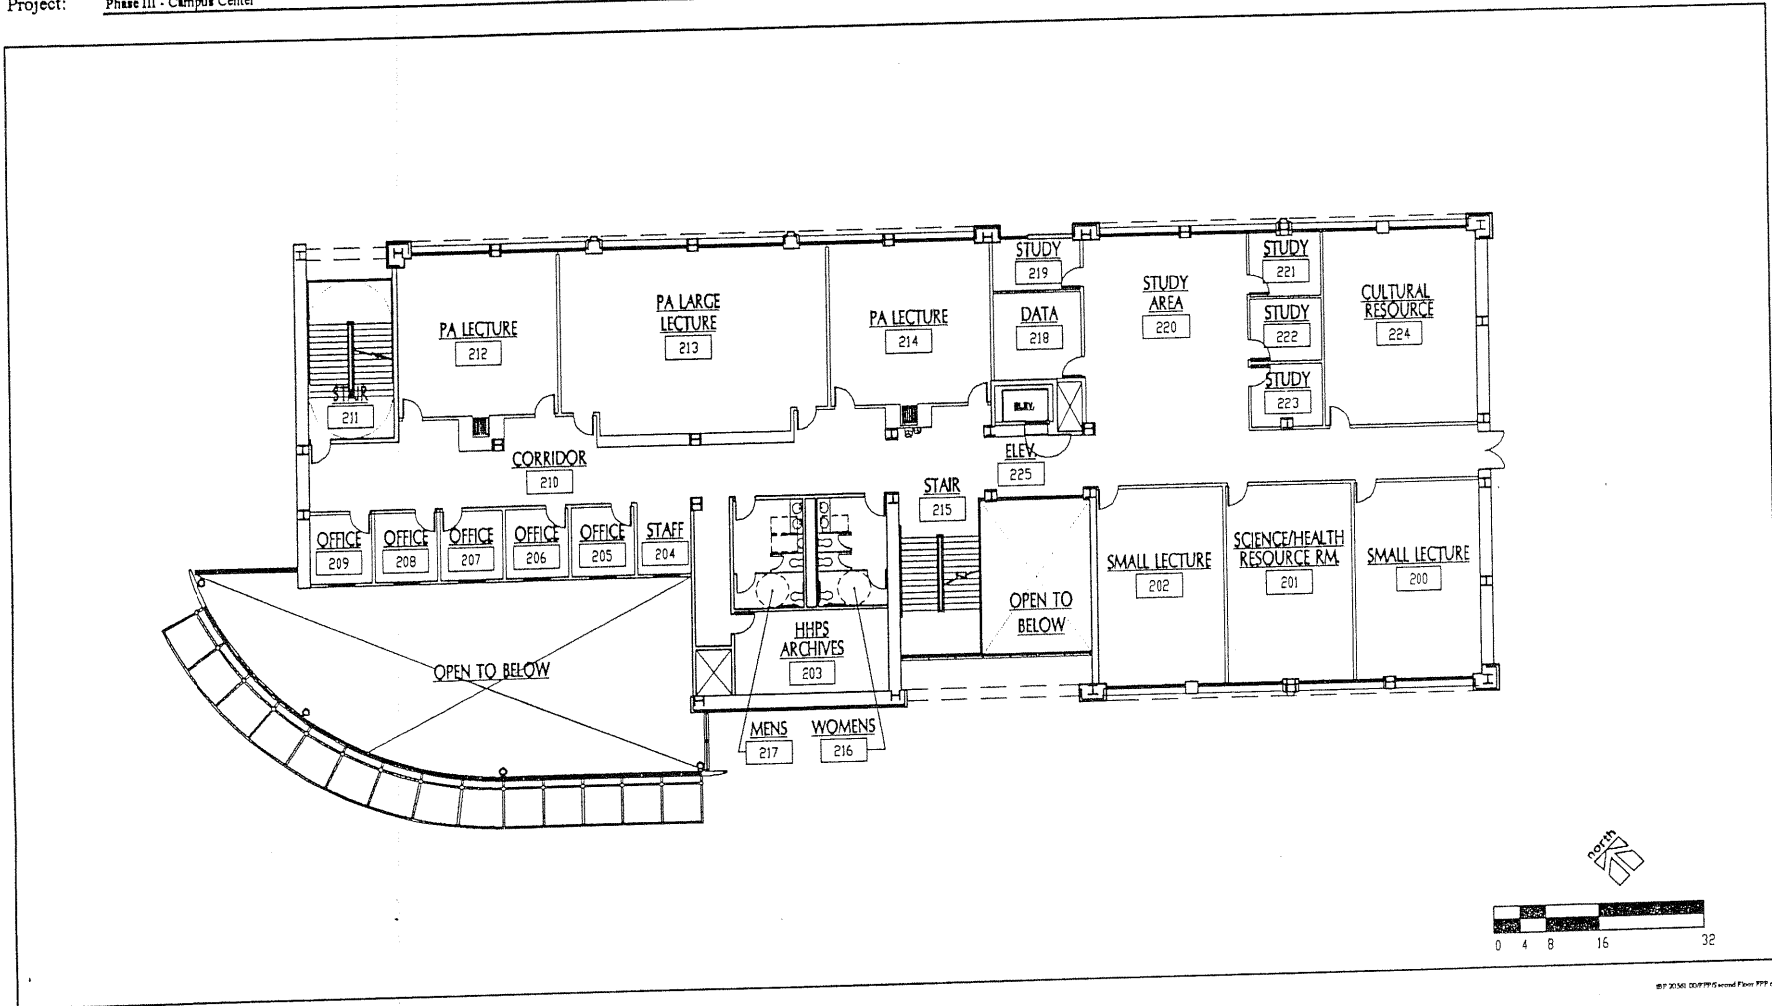 Project: Phase III - Campus Center
STUDY
219
STUDY
221
STUDY
AREA
220
CULTURAL
RESOURCE
224
PA LARGE
LECTURE
213
PA LECTURE
212
PA LECTURE
214
DATA
218
STUDY
222
STUDY
223
STAIR
211
ELEV.
CORRIDOR
210
ELEV.
225
STAIR
215
OFFICE
209
OFFICE
208
OFFICE
207
OFFICE
206
OFFICE
205
STAFF
204
SMALL LECTURE
202
SCIENCE/HEALTH
RESOURCE RM.
201
SMALL LECTURE
200
OPEN TO
BELOW
HHPS
ARCHIVES
203
OPEN TO BELOW
MENS
217
WOMENS
216
north
0 4 8 16 32